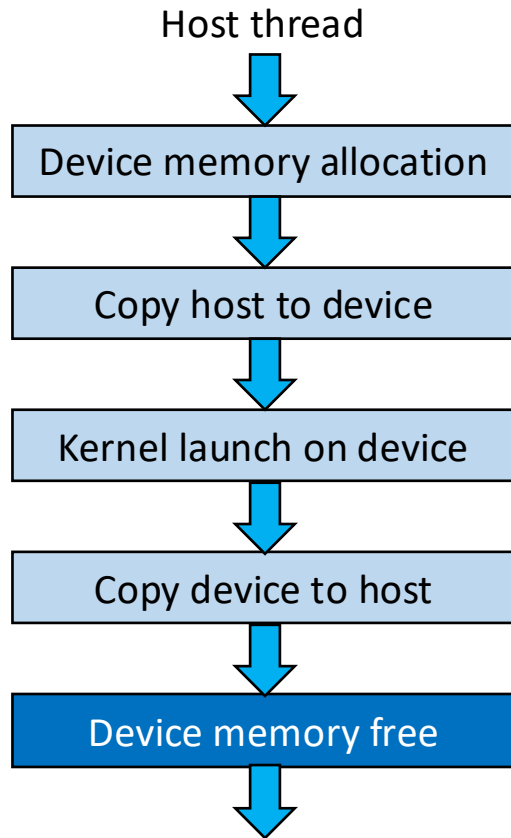 Host thread
Device memory allocation
Copy host to device
Kernel launch on device
Copy device to host
Device memory free